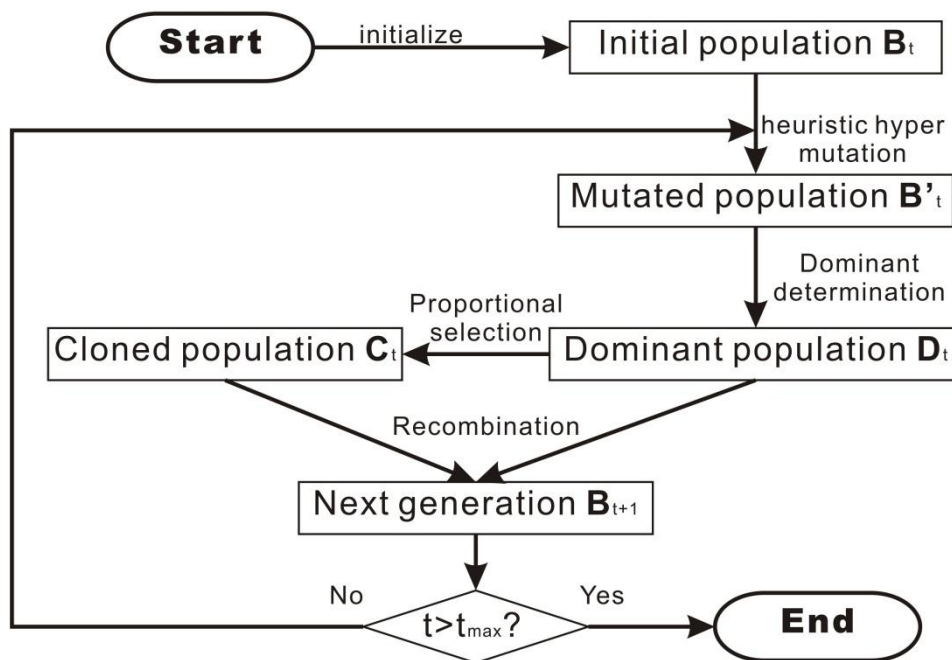 Start
initialize
Initial population Bt
heuristic hyper
mutation
Mutated population B't
Dominant
determination
Proportional
selection
Cloned population Ct
Dominant population Dt
Recombination
Next generation Bt+1
No
Yes
t>tmax?
End